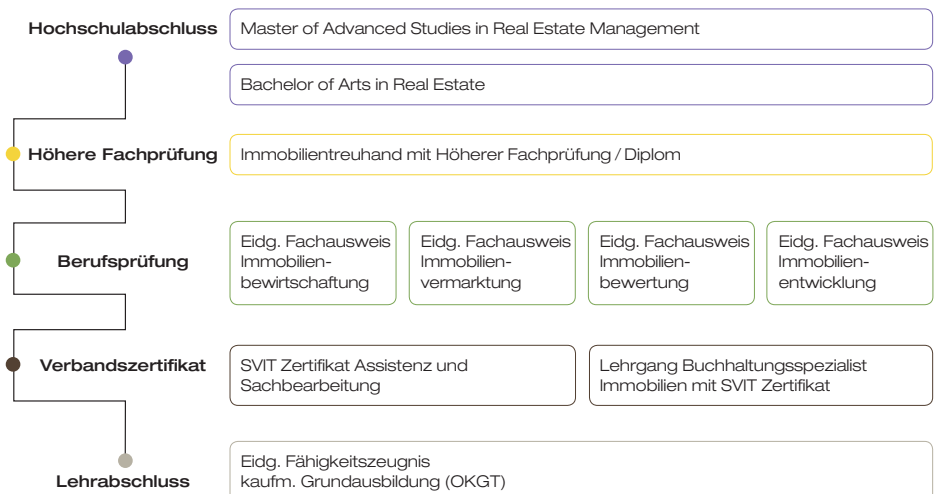 Hochschulabschluss
Master of Advanced Studies in Real Estate Management
Bachelor of Arts in Real Estate
Höhere Fachprüfung
Immobilientreuhand mit Höherer Fachprüfung / Diplom
Berufsprüfung
Eidg. Fachausweis
Immobilien-
bewirtschaftung
Eidg. Fachausweis
Immobilien-
vermarktung
Eidg. Fachausweis
Immobilien-
bewertung
Eidg. Fachausweis
Immobilien-
entwicklung
Verbandszertifikat
SVIT Zertifikat Assistenz und
Sachbearbeitung
Lehrgang Buchhaltungsspezialist
Immobilien mit SVIT Zertifikat
Lehrabschluss
Eidg. Fähigkeitszeugnis
kaufm. Grundausbildung (OKGT)